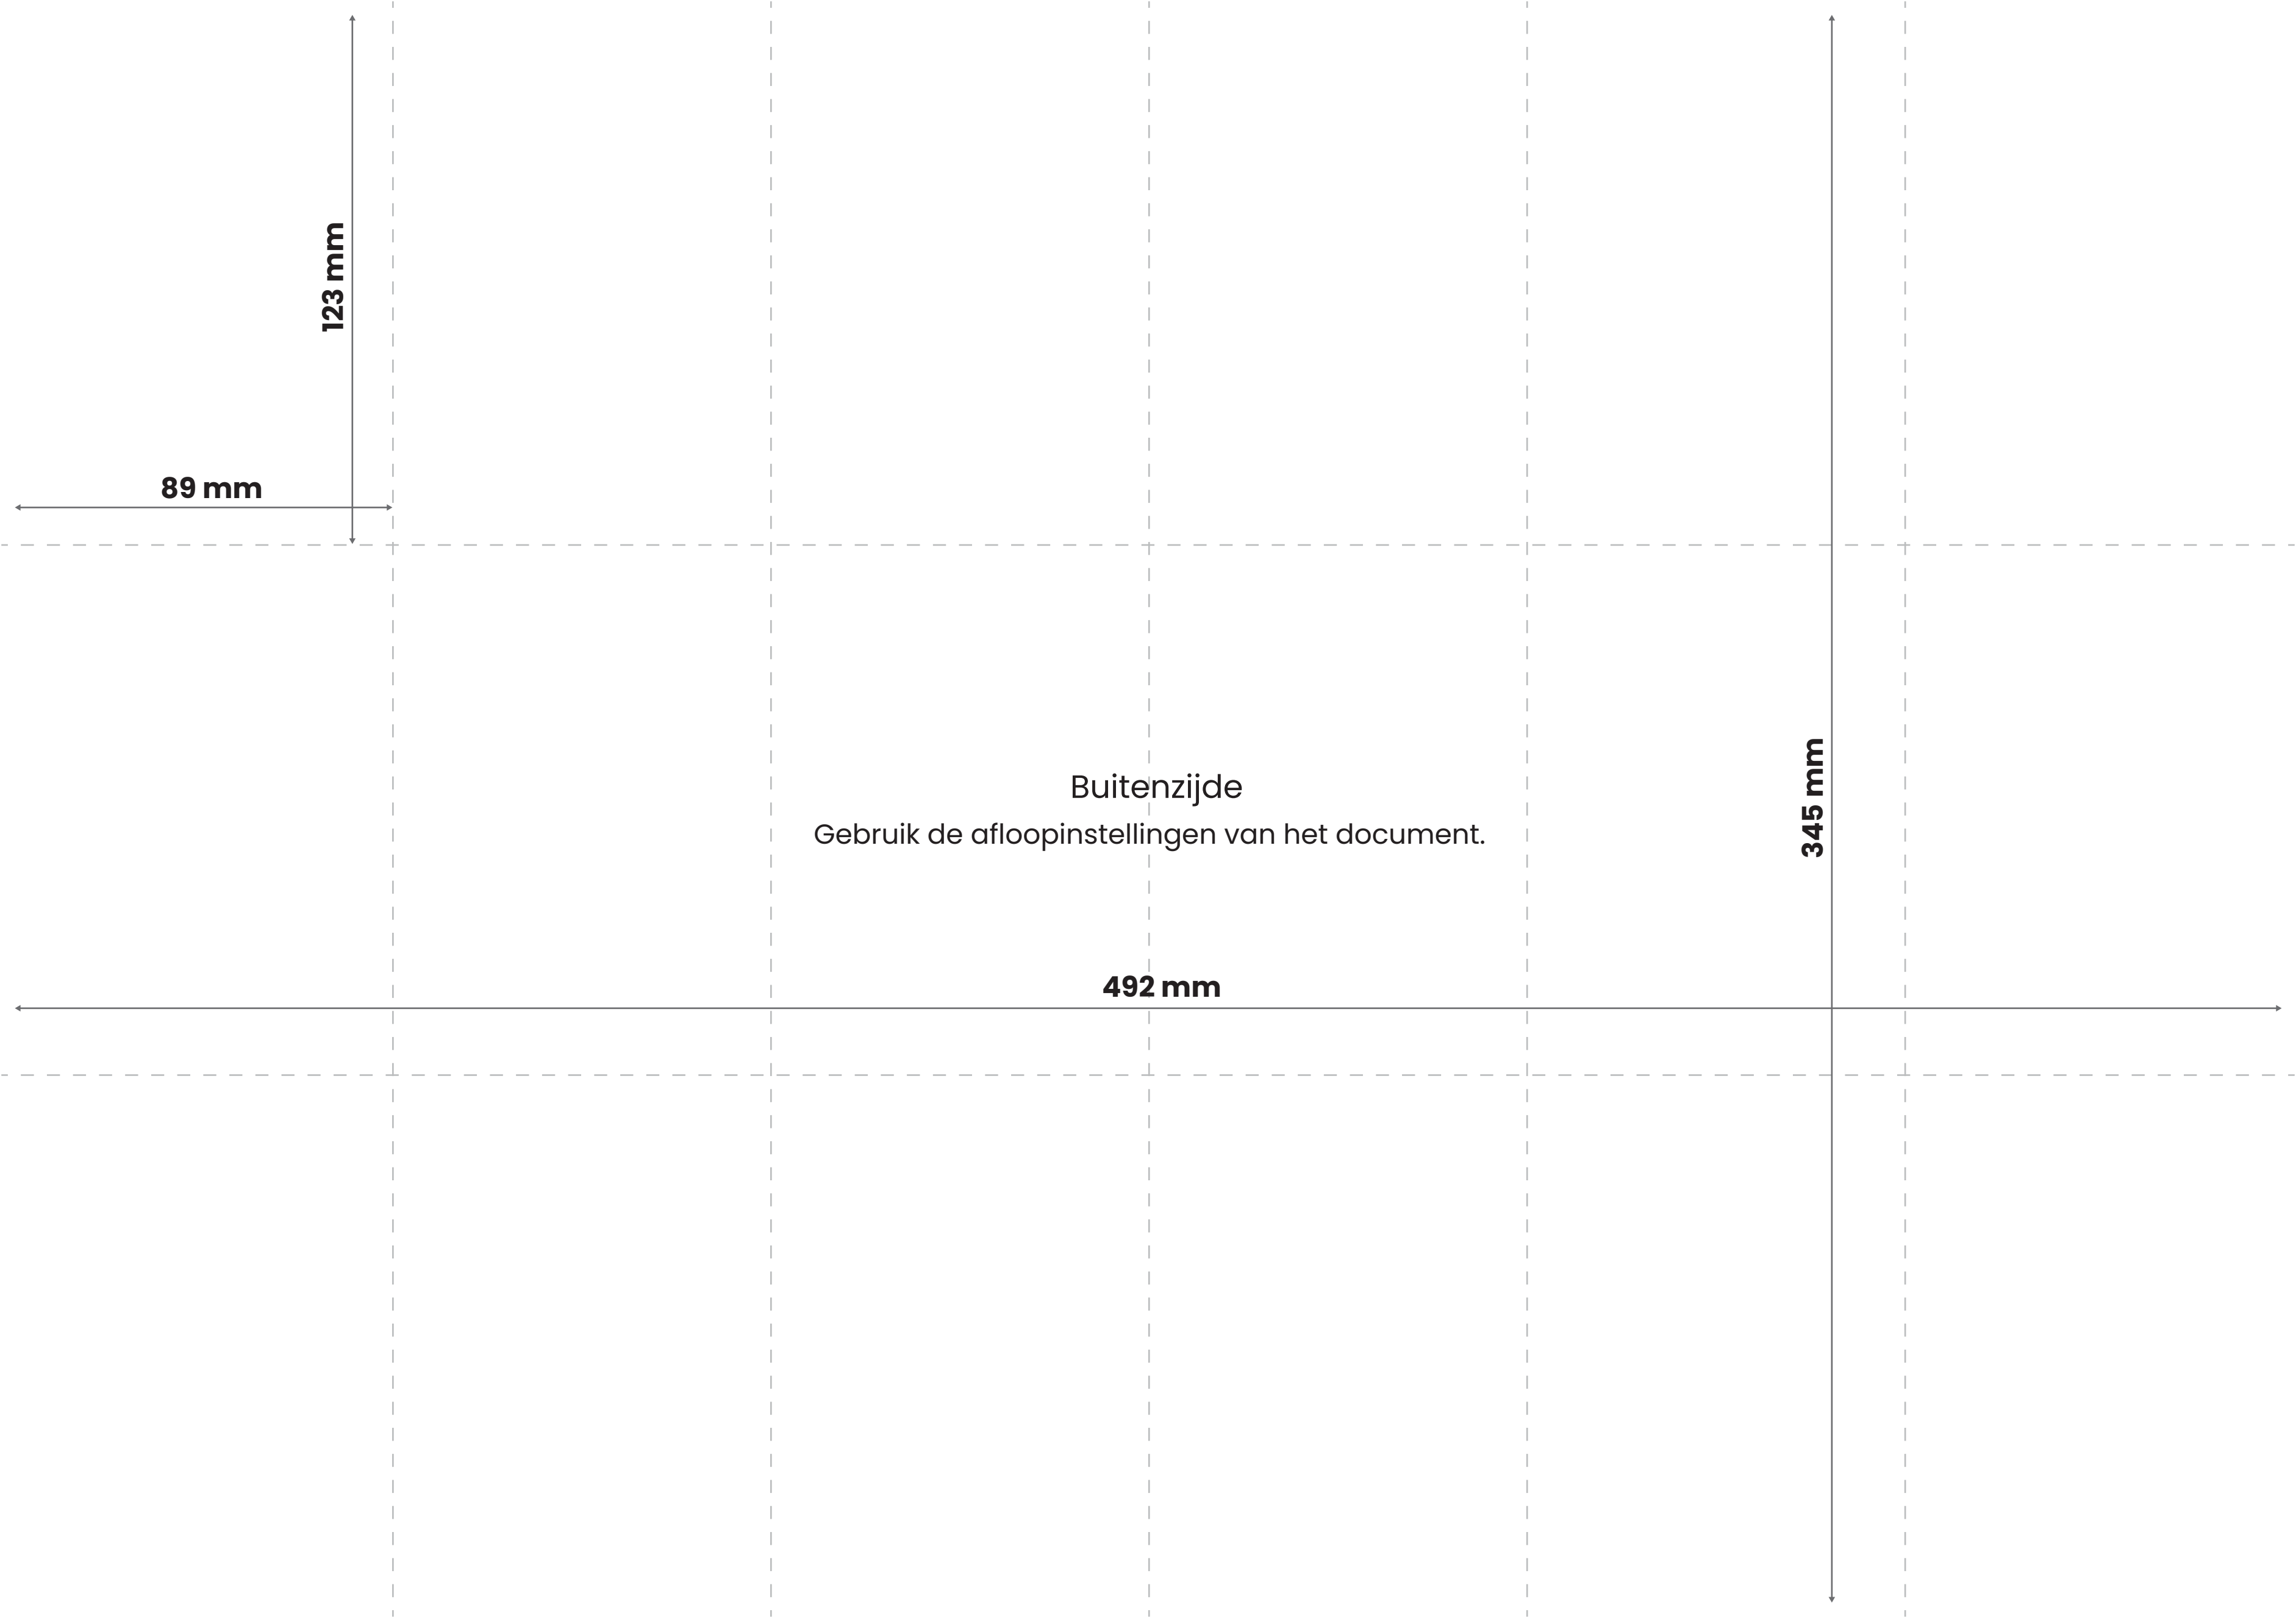 123 mm
89 mm
Buitenzijde
Gebruik de afloopinstellingen van het document.
345 mm
492 mm